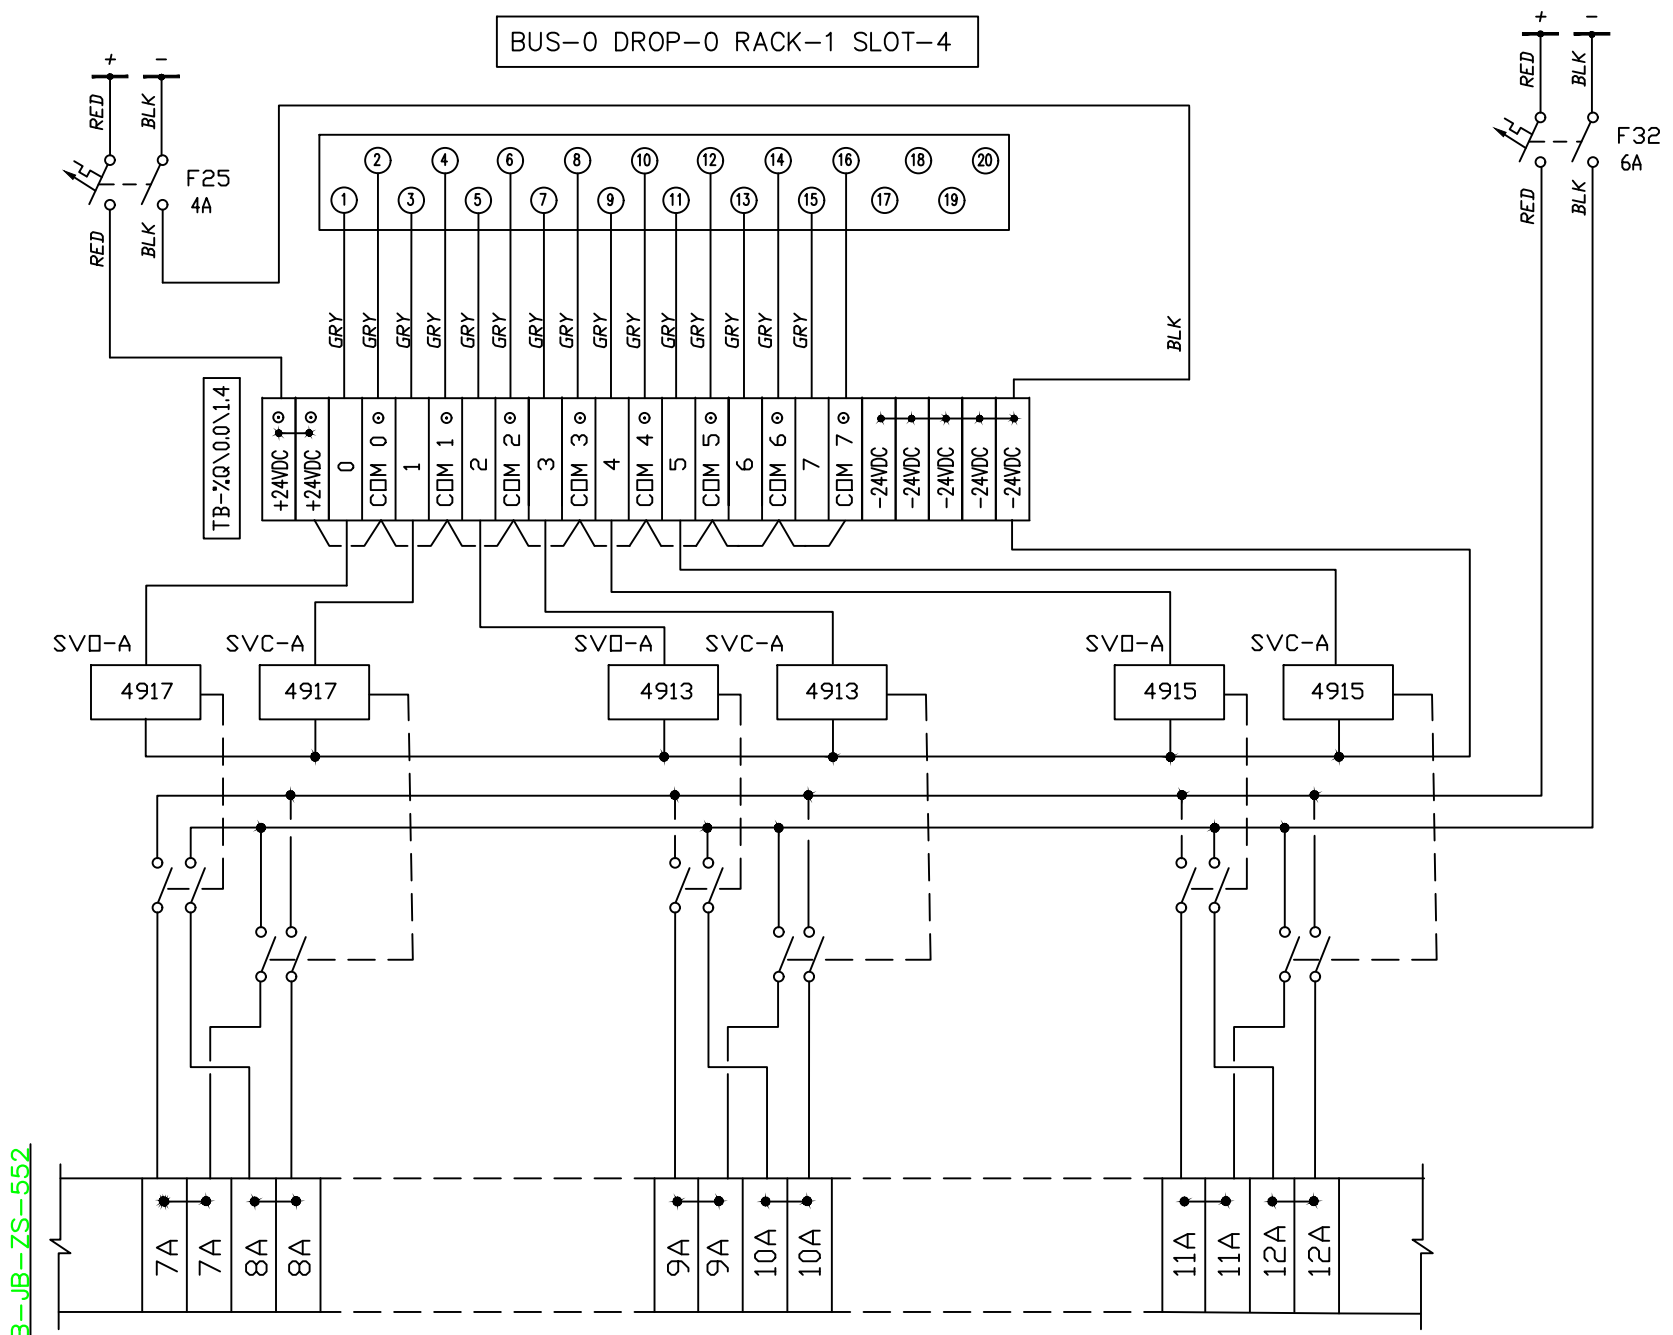 BUS-0 DROP-0 RACK-1 SLOT-4
+ -
+ -
RED BLK
RED BLK
F25
4A
F32
6A
RED BLK
RED BLK
2 4 6 8 10 12 14 16 18 20
1 3 5 7 9 11 13 15 17 19
GRY GRY GRY GRY GRY GRY GRY GRY GRY GRY GRY GRY GRY GRY GRY
BLK
TB-%Q\0.0\1.4
+24VDC +24VDC 0 COM 0 1 COM 1 2 COM 2 3 COM 3 4 COM 4 5 COM 5 6 COM 6 7 COM 7 -24VDC -24VDC -24VDC -24VDC -24VDC
SVO-A SVC-A SVO-A SVC-A SVO-A SVC-A
4917 4917 4913 4913 4915 4915
7A 7A 8A 8A 9A 9A 10A 10A 11A 11A 12A 12A
-JB-ZS-552